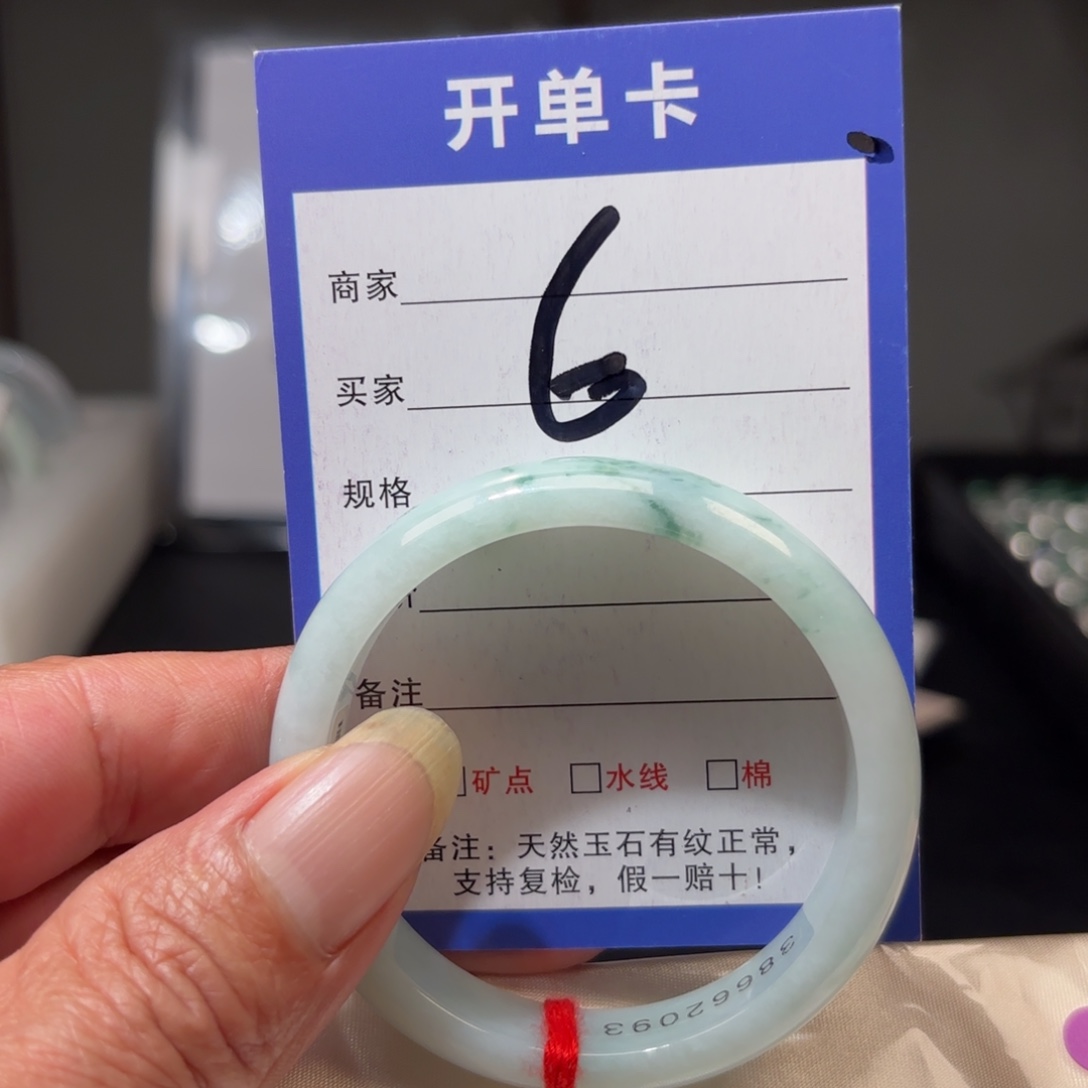 开单卡
6
商家
买家
规格
备注
矿点 水线 棉
备注：天然玉石有纹正常，
支持复检，假一赔十！
38662093